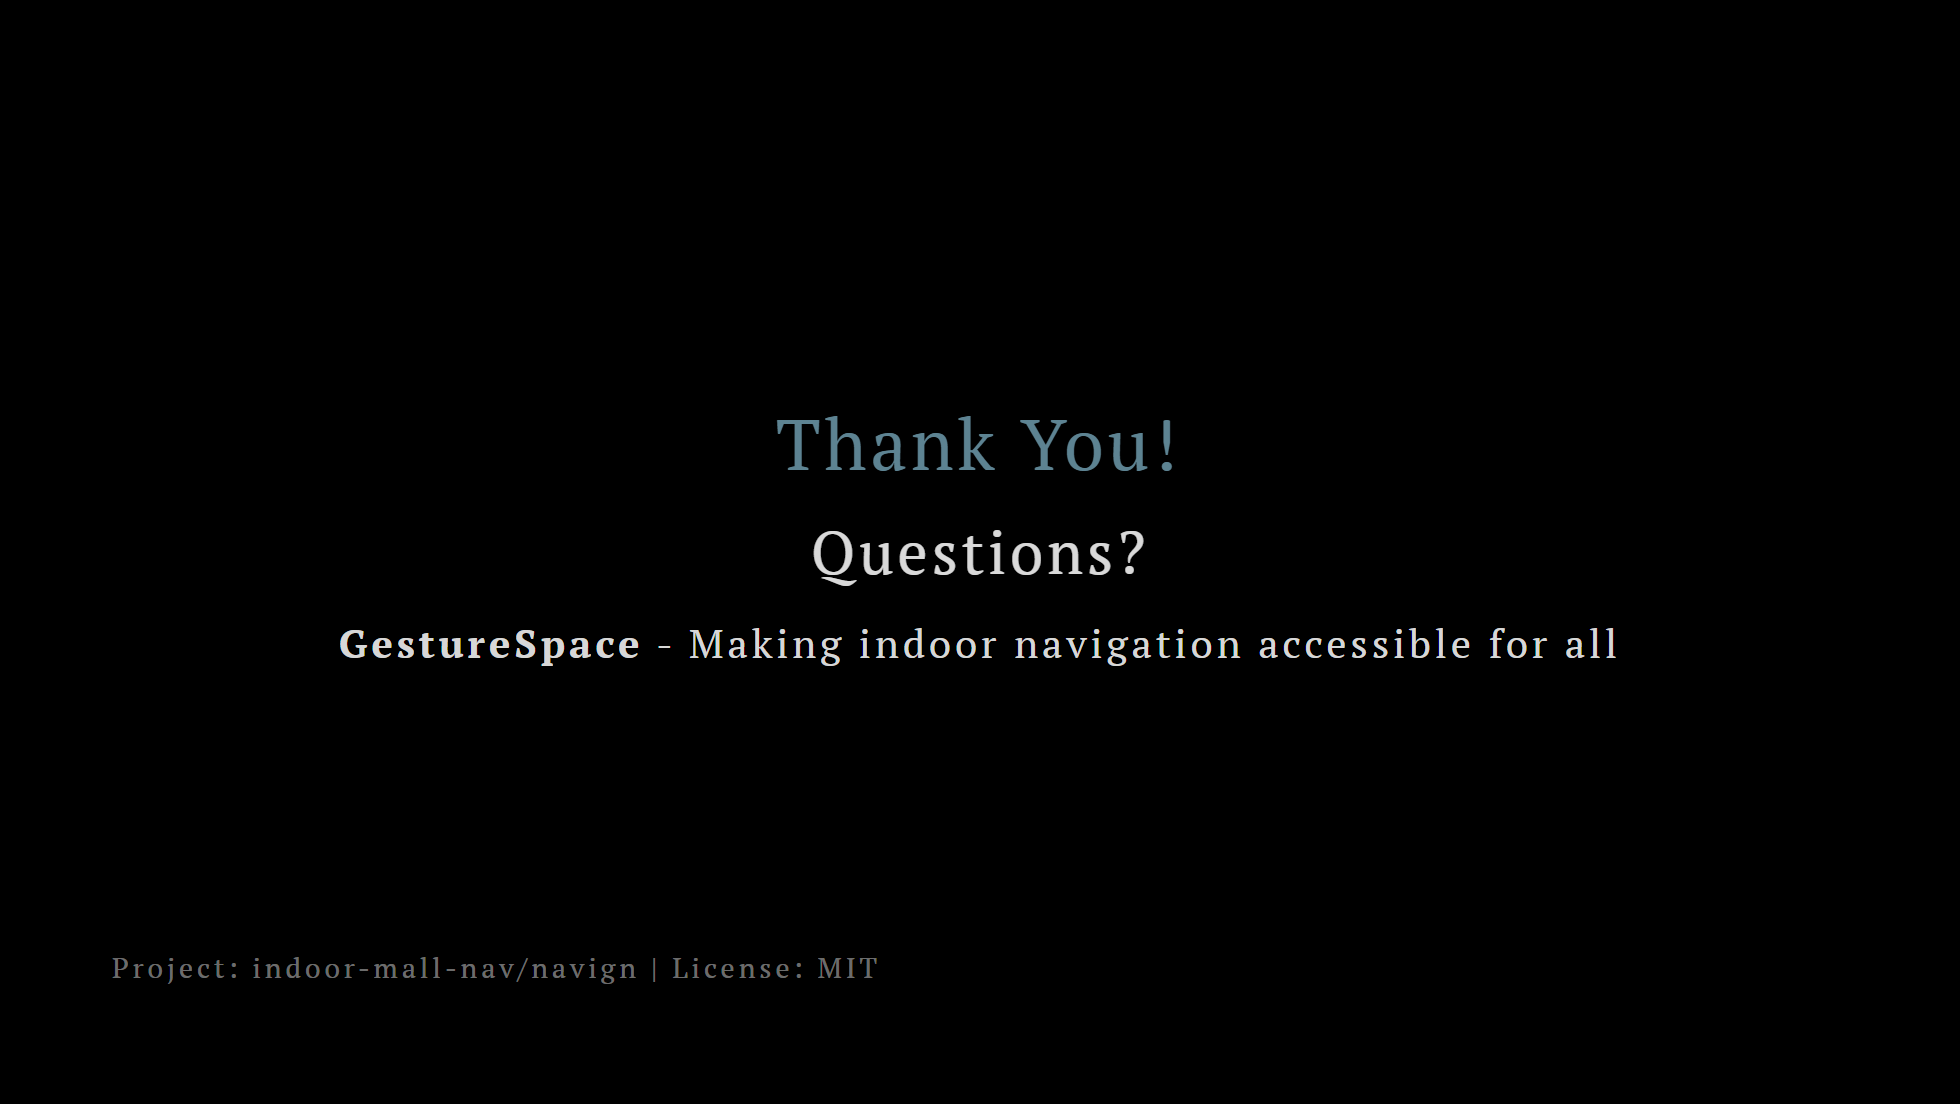 Thank You!
Questions?
GestureSpace - Making indoor navigation accessible for all
Project: indoor-mall-nav/navign | License: MIT